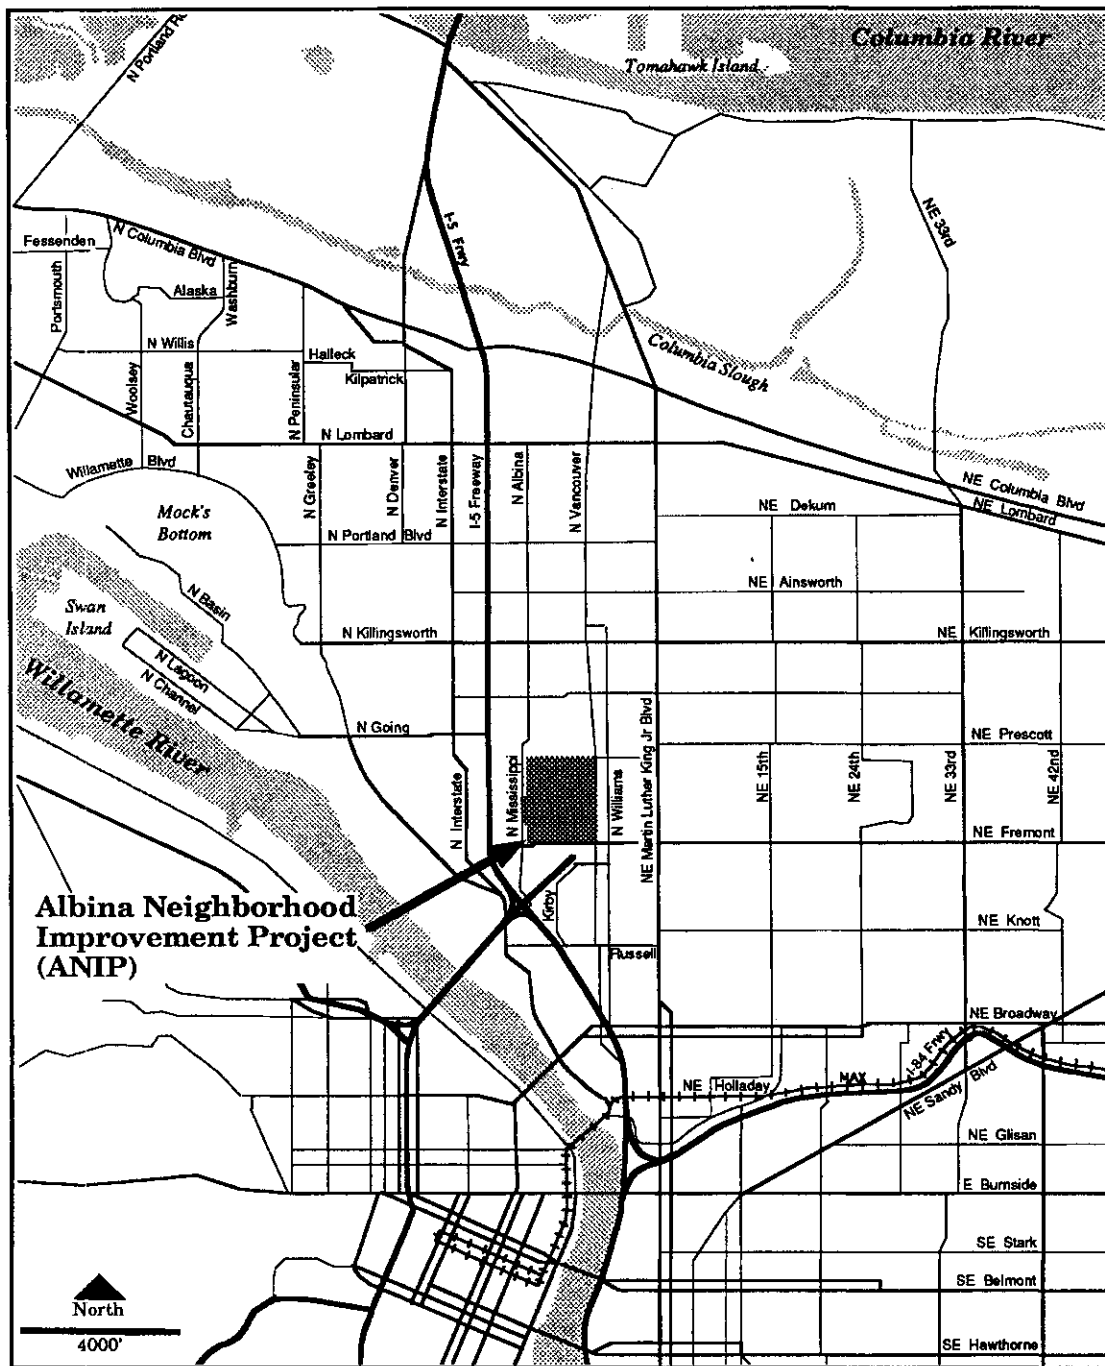 Columbia River
Tomahawk Island
N Portland R
I-5 Frwy
NE 33rd
Fessenden
N Columbia Blvd
Portsmouth
Alaska
Washburn
N Willis
Halleck
Kilpatrick
Woolsey
Chautauqua
N Peninsular
Columbia Slough
N Lombard
Willamette Blvd
N Greeley
N Denver
N Interstate
I-5 Freeway
N Albina
N Vancouver
NE Columbia Blvd
NE Lombard
NE Dekum
Mock's
Bottom
N Portland Blvd
NE Ainsworth
N Basin
Swan
Island
N Killingsworth
NE Killingsworth
N Lagoon
N Channel
Willamette River
N Going
NE Prescott
N Interstate
N Mississippi
N Williams
NE Martin Luther King Jr Blvd
NE 15th
NE 24th
NE 33rd
NE 42nd
NE Fremont
Albina Neighborhood
Improvement Project
(ANIP)
Kirby
NE Knott
Russell
NE Broadway
I-84 Frwy
NE Holladay
MAX
NE Sandy Blvd
NE Glisan
E Burnside
SE Stark
SE Belmont
North
4000'
SE Hawthorne